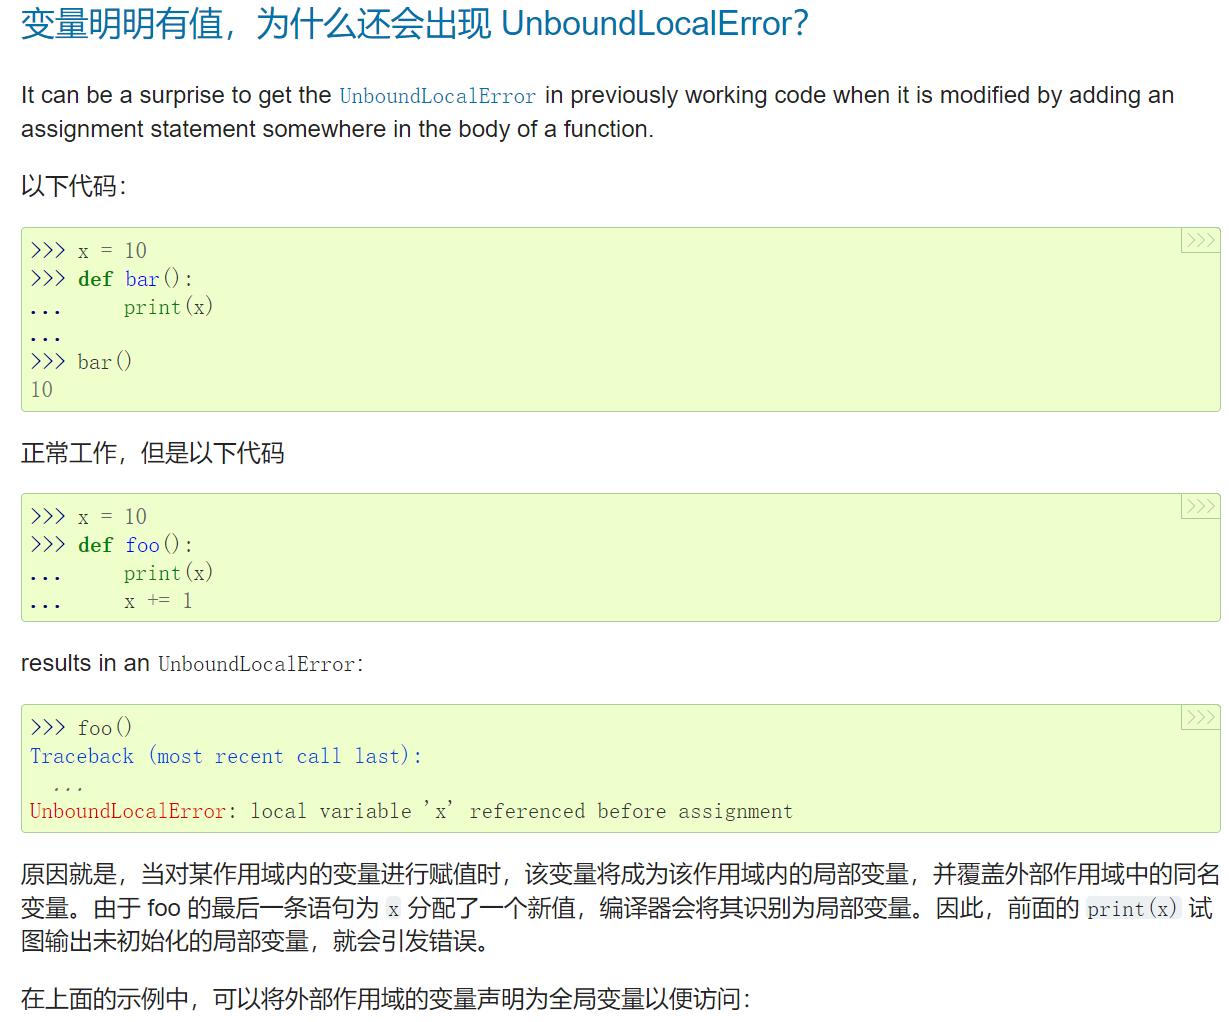 变量明明有值，为什么还会出现 UnboundLocalError？
It can be a surprise to get the UnboundLocalError in previously working code when it is modified by adding an
assignment statement somewhere in the body of a function.
以下代码：
>>>
>>> x = 10
>>> def bar():
...     print(x)
...
>>> bar()
10
正常工作，但是以下代码
>>>
>>> x = 10
>>> def foo():
...     print(x)
...     x += 1
results in an UnboundLocalError:
>>>
>>> foo()
Traceback (most recent call last):
  ...
UnboundLocalError: local variable 'x' referenced before assignment
原因就是，当对某作用域内的变量进行赋值时，该变量将成为该作用域内的局部变量，并覆盖外部作用域中的同名
变量。由于 foo 的最后一条语句为 x 分配了一个新值，编译器会将其识别为局部变量。因此，前面的 print(x) 试
图输出未初始化的局部变量，就会引发错误。
在上面的示例中，可以将外部作用域的变量声明为全局变量以便访问：